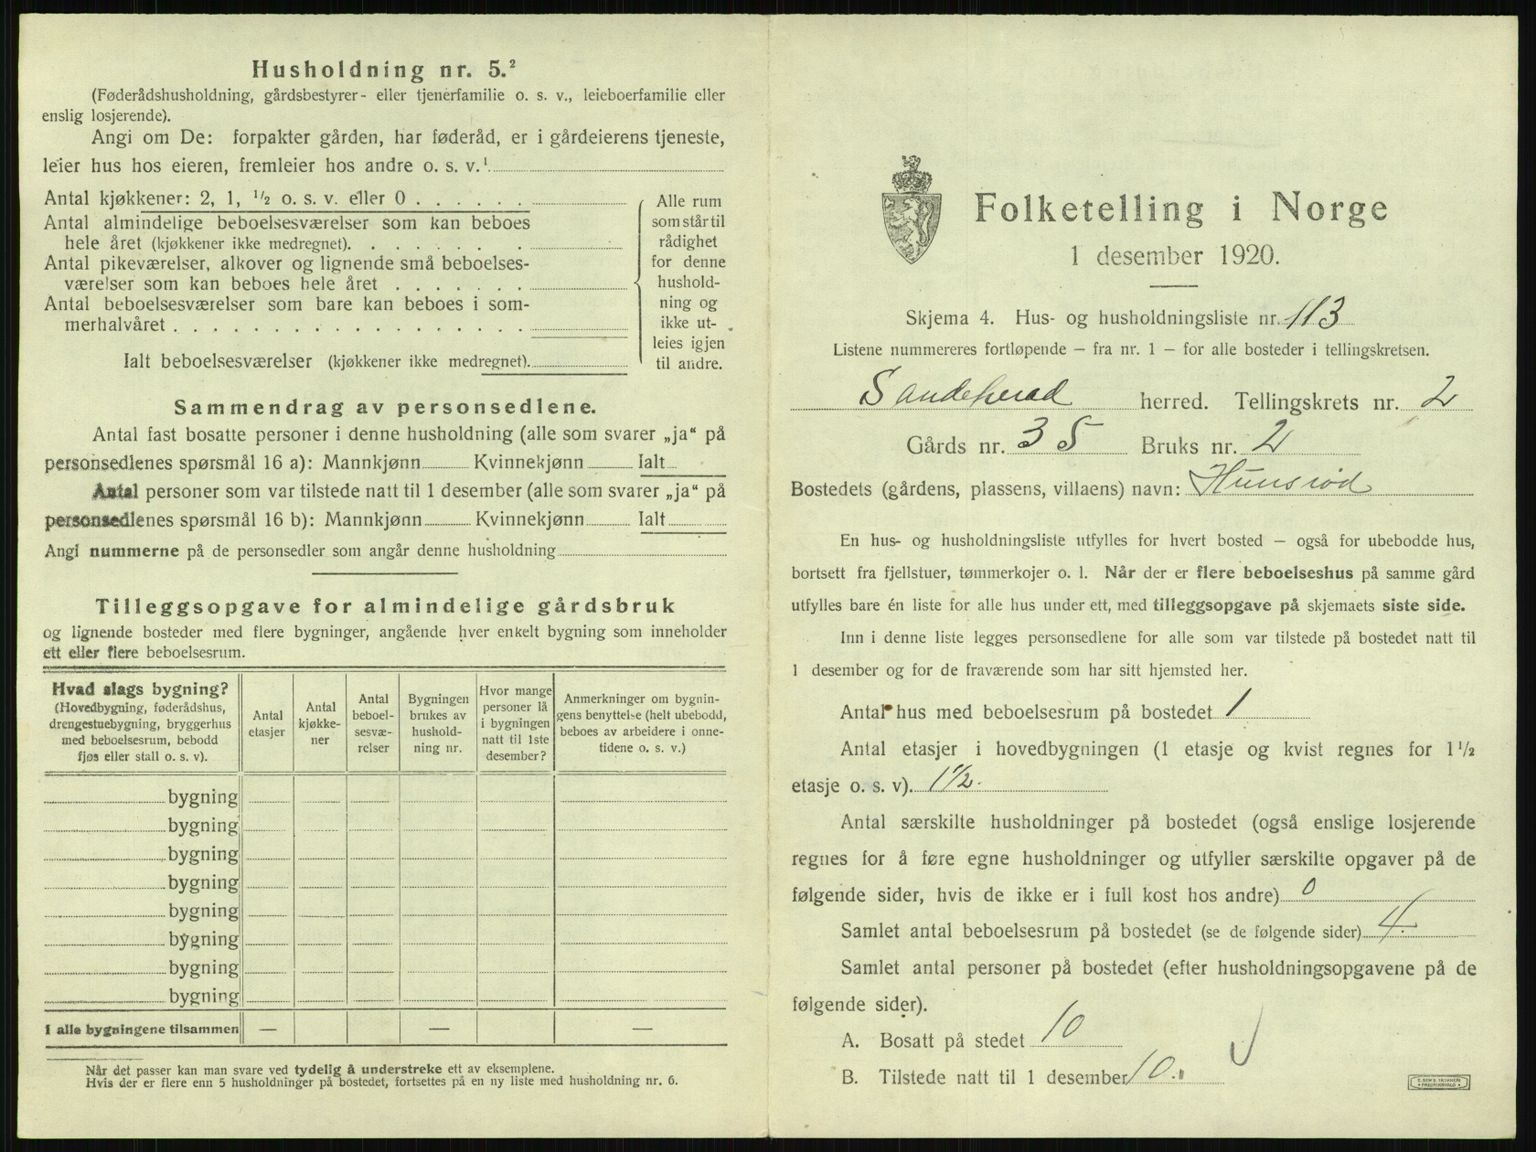 Husholdning nr. 5.²
(Føderådshusholdning, gårdsbestyrer- eller tjenerfamilie o. s. v., leieboerfamilie eller
enslig losjerende).
Angi om De: forpakter gården, har føderåd, er i gårdeierens tjeneste,
leier hus hos eieren, fremleier hos andre o. s. v.¹
Antal kjøkkener: 2, 1, ½ o. s. v. eller 0 . . . . . .
Antal almindelige beboelsesværelser som kan beboes
hele året (kjøkkener ikke medregnet). . . . . . . .
Antal pikeværelser, alkover og lignende små beboelses-
værelser som kan beboes hele året . . . . . . .
Antal beboelsesværelser som bare kan beboes i som-
merhalvåret . . . . . . . . . . . . . . . . . .
Ialt beboelsesværelser (kjøkkener ikke medregnet).
Alle rum
som står til
rådighet
for denne
hushold-
ning og
ikke ut-
leies igjen
til andre.
Sammendrag av personsedlene.
Antal fast bosatte personer i denne husholdning (alle som svarer „ja“ på
personsedlenes spørsmål 16 a): Mannkjønn Kvinnekjønn Ialt
Antal personer som var tilstede natt til 1 desember (alle som svarer „ja“ på
personsedlenes spørsmål 16 b): Mannkjønn Kvinnekjønn Ialt
Angi nummerne på de personsedler som angår denne husholdning
Tilleggsopgave for almindelige gårdsbruk
og lignende bosteder med flere bygninger, angående hver enkelt bygning som inneholder
ett eller flere beboelsesrum.
Hvad slags bygning?
(Hovedbygning, føderådshus,
drengestuebygning, bryggerhus
med beboelsesrum, bebodd
fjøs eller stall o. s. v).
Antal
etasjer
Antal
kjøkke-
ner
Antal
beboel-
sesvæ-
relser
Bygningen
brukes av
hushold-
ning nr.
Hvor mange
personer lå
i bygningen
natt til 1ste
desember?
Anmerkninger om bygnin-
gens benyttelse (helt ubebodd,
beboes av arbeidere i onne-
tidene o. s. v.)
bygning
bygning
bygning
bygning
bygning
bygning
bygning
bygning
I alle bygningene tilsammen — — —
Når det passer kan man svare ved tydelig å understreke ett av eksemplene.
Hvis der er flere enn 5 husholdninger på bostedet, fortsettes på en ny liste med husholdning nr. 6.
Folketelling i Norge
1 desember 1920.
Skjema 4. Hus- og husholdningsliste nr. 113
Listene nummereres fortløpende — fra nr. 1 — for alle bosteder i tellingskretsen.
Sandeherad herred. Tellingskrets nr. 2
Gårds nr. 35 Bruks nr. 2
Bostedets (gårdens, plassens, villaens) navn: Hunsrød
En hus- og husholdningsliste utfylles for hvert bosted — også for ubebodde hus,
bortsett fra fjellstuer, tømmerkojer o. l. Når der er flere beboelseshus på samme gård
utfylles bare én liste for alle hus under ett, med tilleggsopgave på skjemaets siste side.
Inn i denne liste legges personsedlene for alle som var tilstede på bostedet natt til
1 desember og for de fraværende som har sitt hjemsted her.
Antal hus med beboelsesrum på bostedet 1
Antal etasjer i hovedbygningen (1 etasje og kvist regnes for 1½
etasje o. s. v). 1½.
Antal særskilte husholdninger på bostedet (også enslige losjerende
regnes for å føre egne husholdninger og utfyller særskilte opgaver på de
følgende sider, hvis de ikke er i full kost hos andre) 0
Samlet antal beboelsesrum på bostedet (se de følgende sider) 4.
Samlet antal personer på bostedet (efter husholdningsopgavene på de
følgende sider).
A. Bosatt på stedet 10
B. Tilstede natt til 1 desember 10.